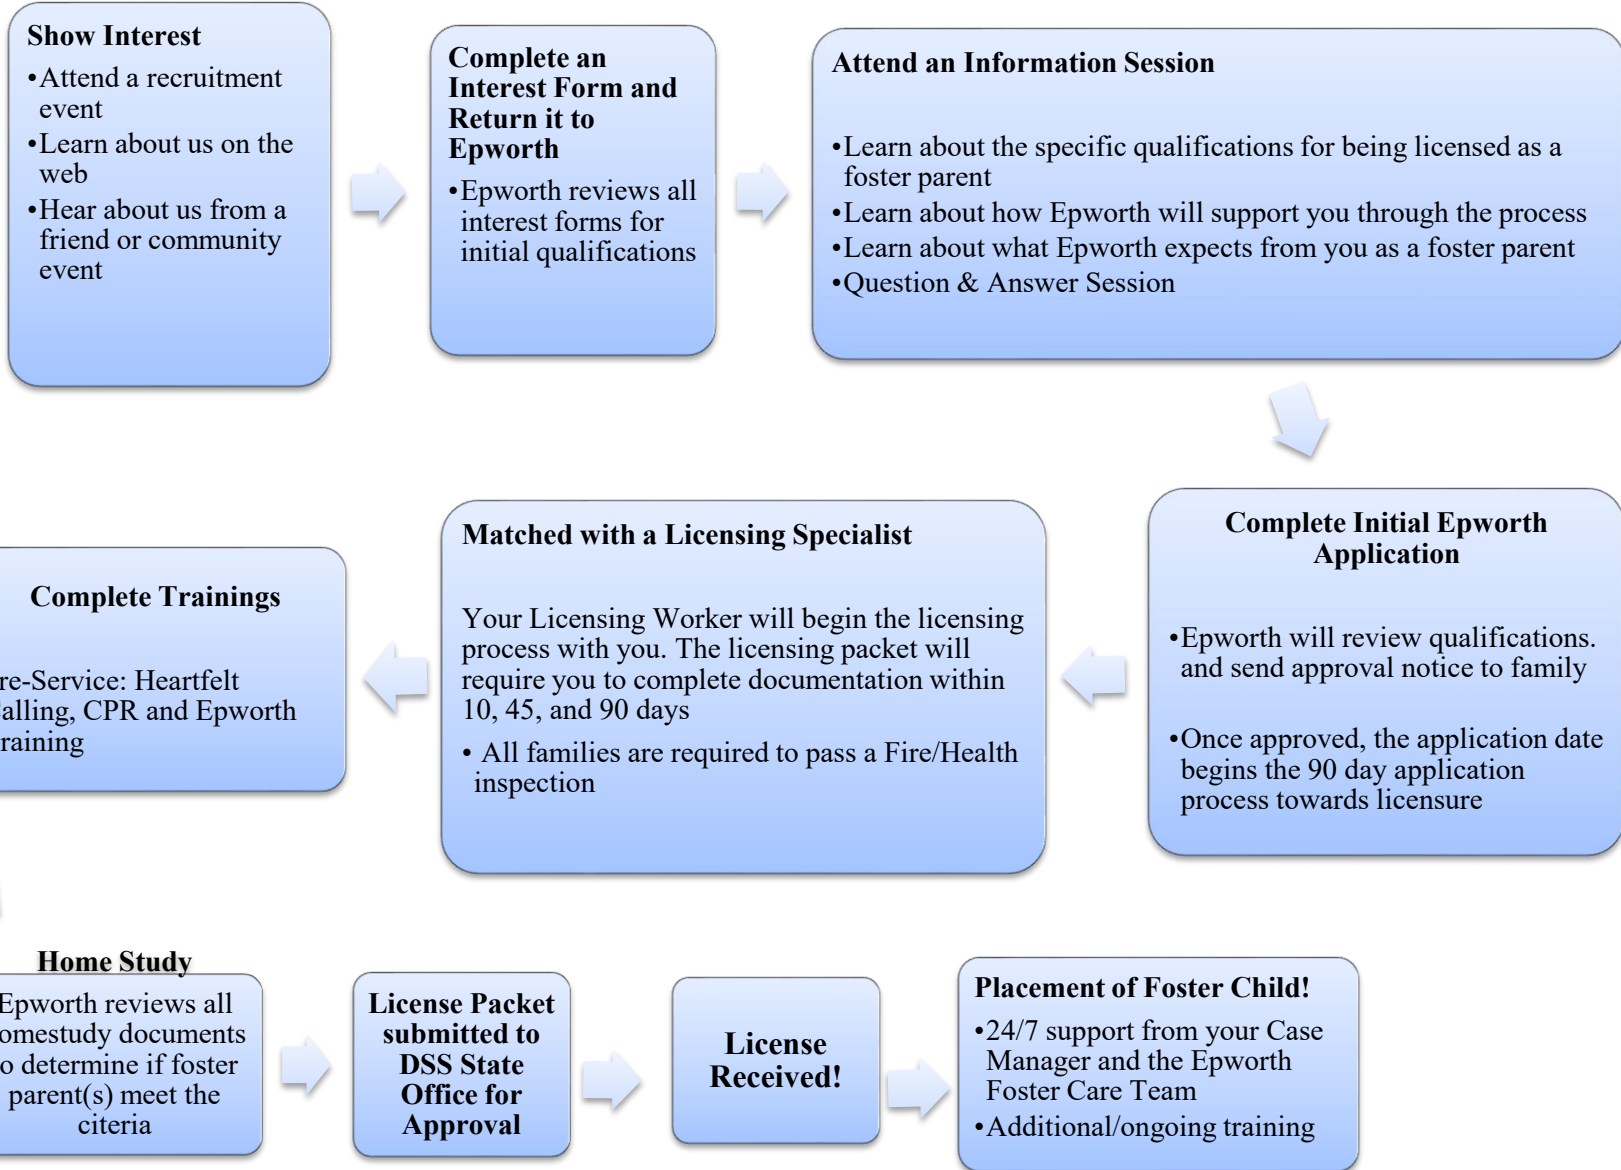 Show Interest
•Attend a recruitment
event
•Learn about us on the
web
•Hear about us from a
friend or community
event
Complete an
Interest Form and
Return it to
Epworth
•Epworth reviews all
interest forms for
initial qualifications
Attend an Information Session
•Learn about the specific qualifications for being licensed as a
foster parent
•Learn about how Epworth will support you through the process
•Learn about what Epworth expects from you as a foster parent
•Question & Answer Session
Complete Initial Epworth
Application
•Epworth will review qualifications.
and send approval notice to family
•Once approved, the application date
begins the 90 day application
process towards licensure
Matched with a Licensing Specialist
Your Licensing Worker will begin the licensing
process with you. The licensing packet will
require you to complete documentation within
10, 45, and 90 days
• All families are required to pass a Fire/Health
inspection
Complete Trainings
re-Service: Heartfelt
alling, CPR and Epworth
raining
Home Study
Epworth reviews all
omestudy documents
o determine if foster
parent(s) meet the
citeria
License Packet
submitted to
DSS State
Office for
Approval
License
Received!
Placement of Foster Child!
•24/7 support from your Case
Manager and the Epworth
Foster Care Team
•Additional/ongoing training